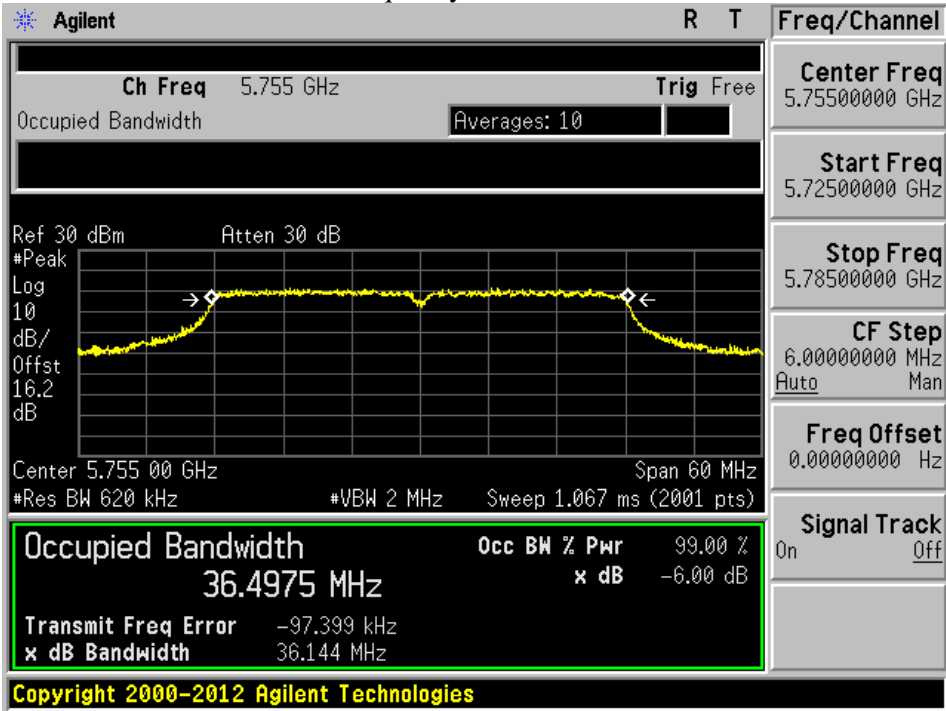 Agilent R T Freq/Channel
Ch Freq 5.755 GHz Trig Free
Occupied Bandwidth Averages: 10
Center Freq
5.75500000 GHz
Start Freq
5.72500000 GHz
Stop Freq
5.78500000 GHz
CF Step
6.00000000 MHz
Auto Man
Freq Offset
0.00000000 Hz
Signal Track
On Off
Ref 30 dBm Atten 30 dB
#Peak
Log
10
dB/
Offst
16.2
dB
Center 5.755 00 GHz Span 60 MHz
#Res BW 620 kHz #VBW 2 MHz Sweep 1.067 ms (2001 pts)
Occupied Bandwidth Occ BW % Pwr 99.00 %
36.4975 MHz x dB -6.00 dB
Transmit Freq Error -97.399 kHz
x dB Bandwidth 36.144 MHz
Copyright 2000-2012 Agilent Technologies